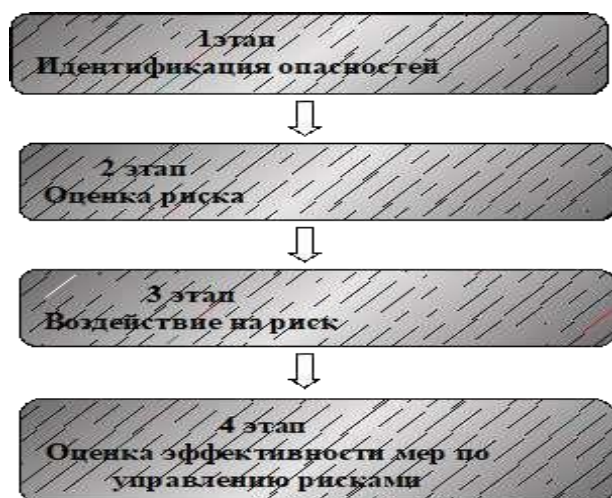 1этап
Идентификация опасностей
2 этап
Оценка риска
3 этап
Воздействие на риск
4 этап
Оценка эффективности мер по
управлению рисками